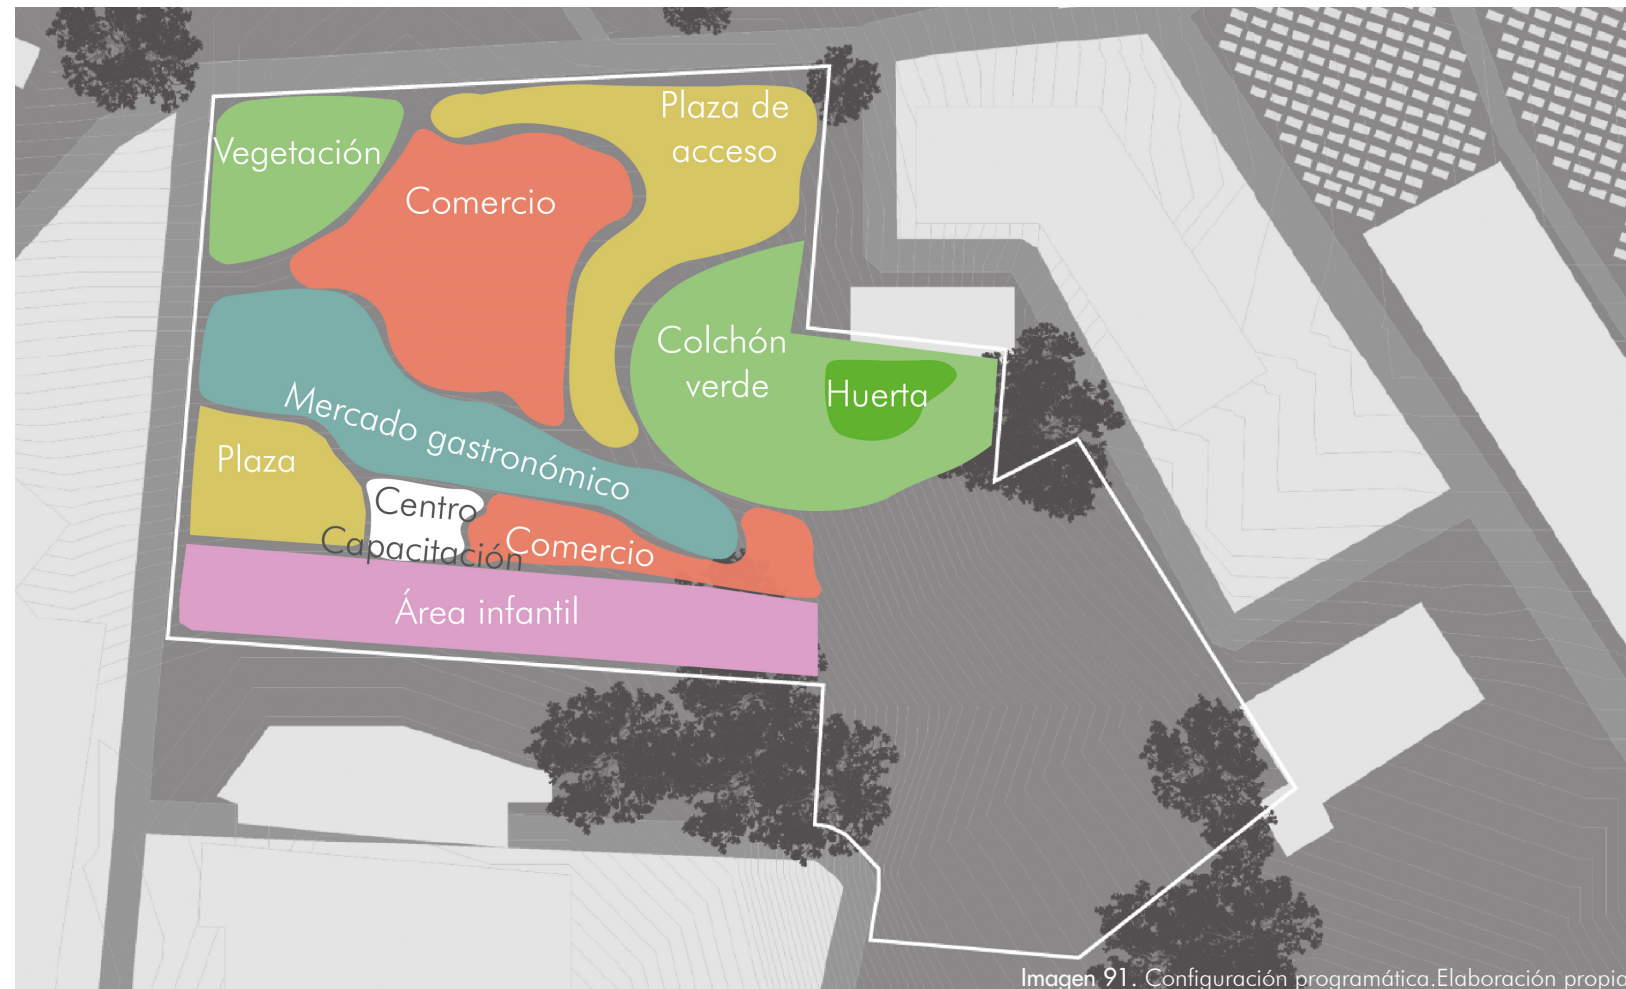 Vegetación
Plaza de
acceso
Comercio
Colchón
verde
Huerta
Mercado gastronómico
Plaza
Centro
Capacitación
Comercio
Área infantil
Imagen 91. Configuración programática.Elaboración propia